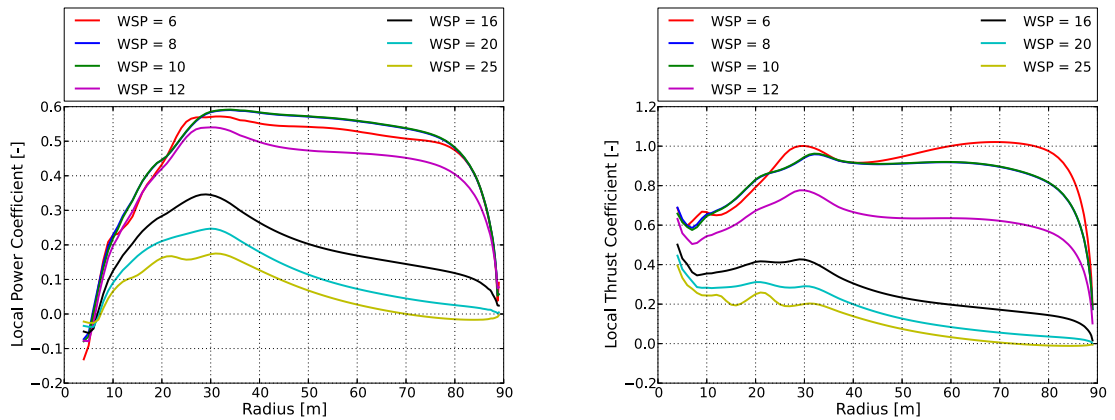 WSP = 6
WSP = 16
WSP = 8
WSP = 20
WSP = 10
WSP = 25
WSP = 12
Local Power Coefficient [-]
0.6
0.5
0.4
0.3
0.2
0.1
0.0
−0.1
−0.2
0 10 20 30 40 50 60 70 80 90
Radius [m]
WSP = 6
WSP = 16
WSP = 8
WSP = 20
WSP = 10
WSP = 25
WSP = 12
Local Thrust Coefficient [-]
1.2
1.0
0.8
0.6
0.4
0.2
0.0
−0.2
0 10 20 30 40 50 60 70 80 90
Radius [m]